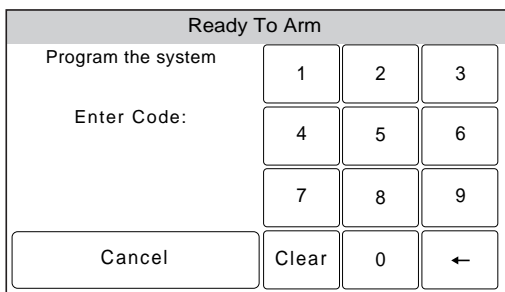 Ready To Arm
Program the system
1 2 3
Enter Code:
4 5 6
7 8 9
Cancel Clear 0 ←